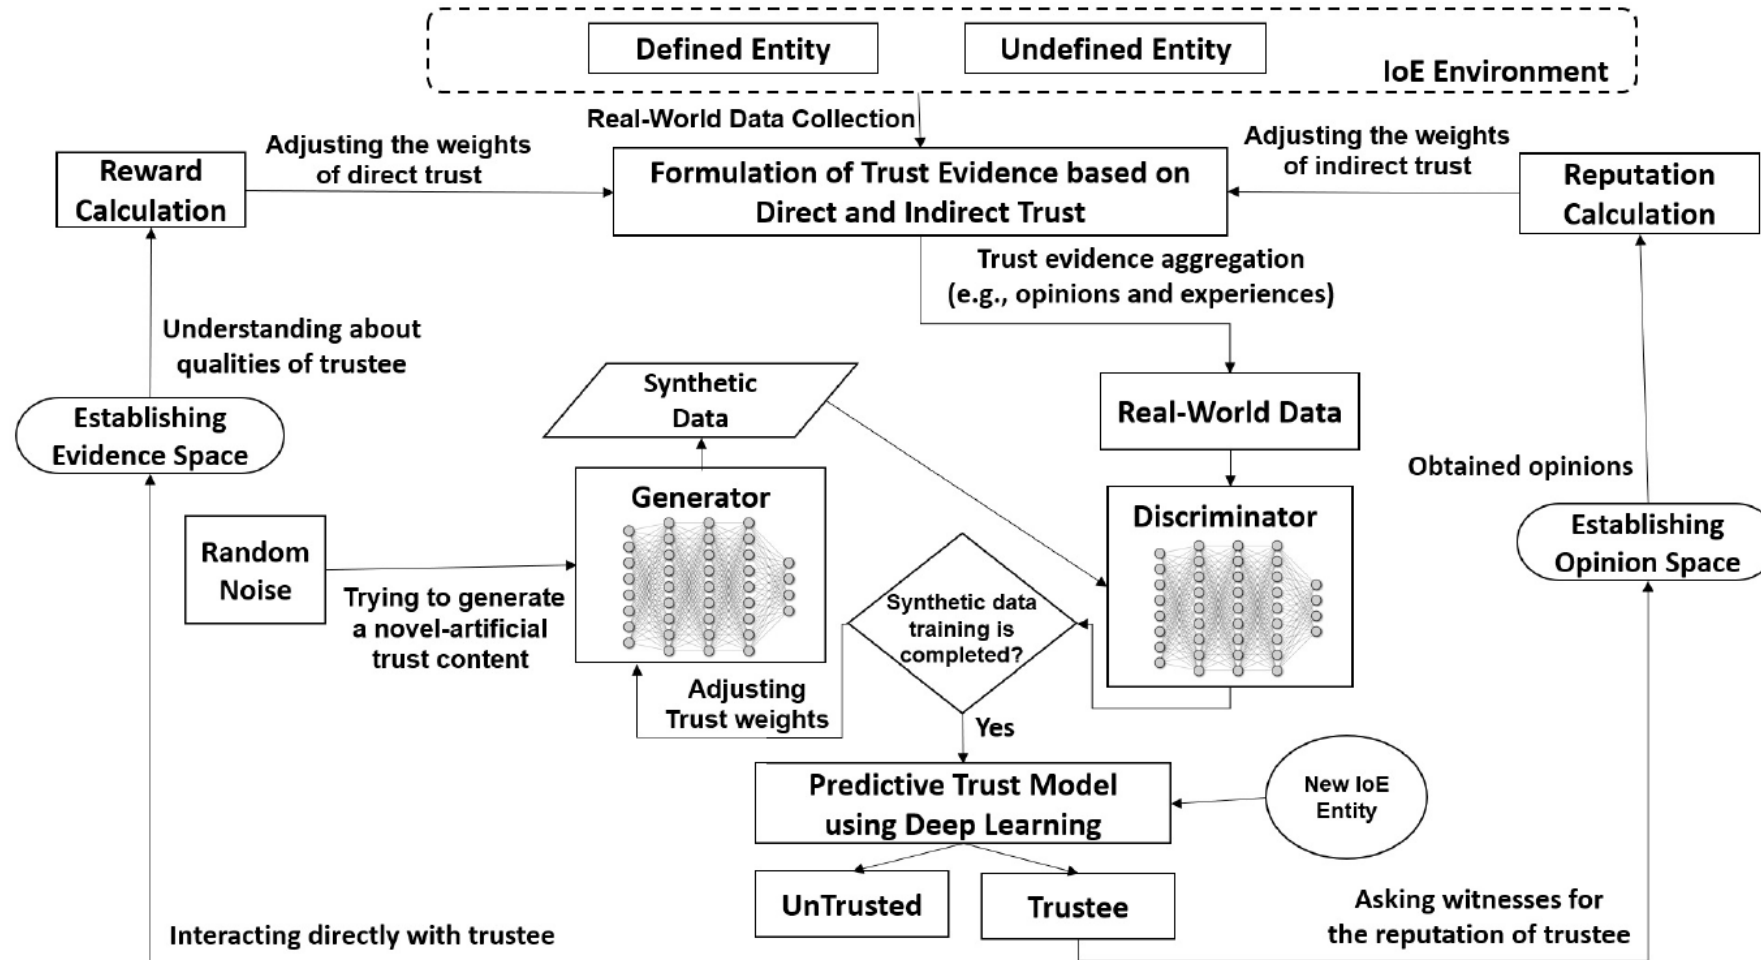 Defined Entity
Undefined Entity
IoE Environment
Real-World Data Collection
Adjusting the weights
of direct trust
Adjusting the weights
of indirect trust
Reward
Calculation
Formulation of Trust Evidence based on
Direct and Indirect Trust
Reputation
Calculation
Trust evidence aggregation
(e.g., opinions and experiences)
Understanding about
qualities of trustee
Synthetic
Data
Real-World Data
Establishing
Evidence Space
Obtained opinions
Generator
Discriminator
Establishing
Opinion Space
Random
Noise
Trying to generate
a novel-artificial
trust content
Synthetic data
training is
completed?
Adjusting
Trust weights
Yes
Predictive Trust Model
using Deep Learning
New IoE
Entity
UnTrusted
Trustee
Asking witnesses for
the reputation of trustee
Interacting directly with trustee